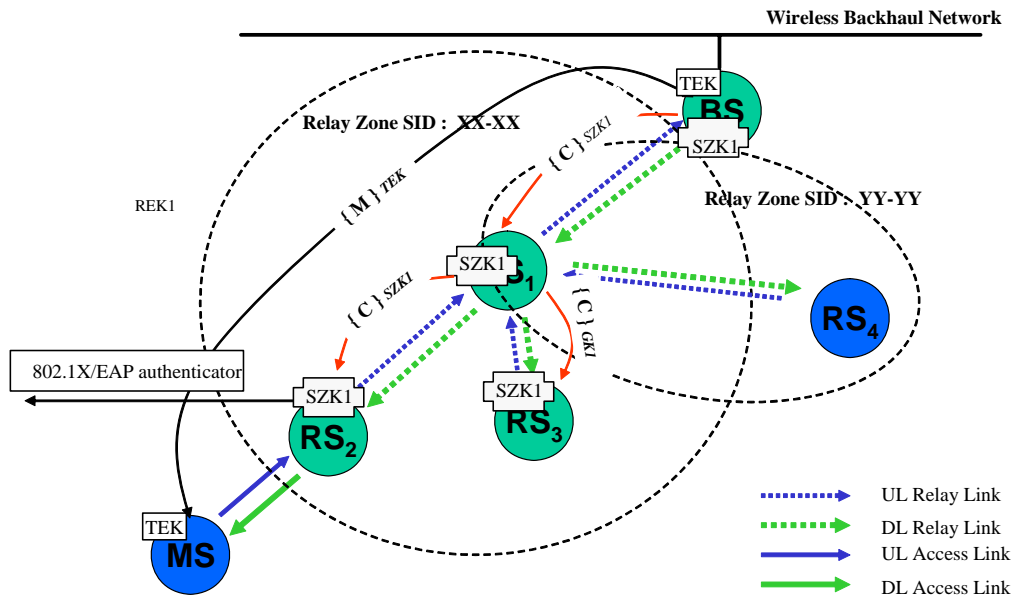 Wireless Backhaul Network
TEK
BS
SZK1
Relay Zone SID : XX-XX
{ C } SZK1
{ M } TEK
REK1
Relay Zone SID : YY-YY
SZK1
S1
{ C } SZK1
{ C } GK1
RS4
802.1X/EAP authenticator
SZK1
RS2
SZK1
RS3
TEK
MS
UL Relay Link
DL Relay Link
UL Access Link
DL Access Link